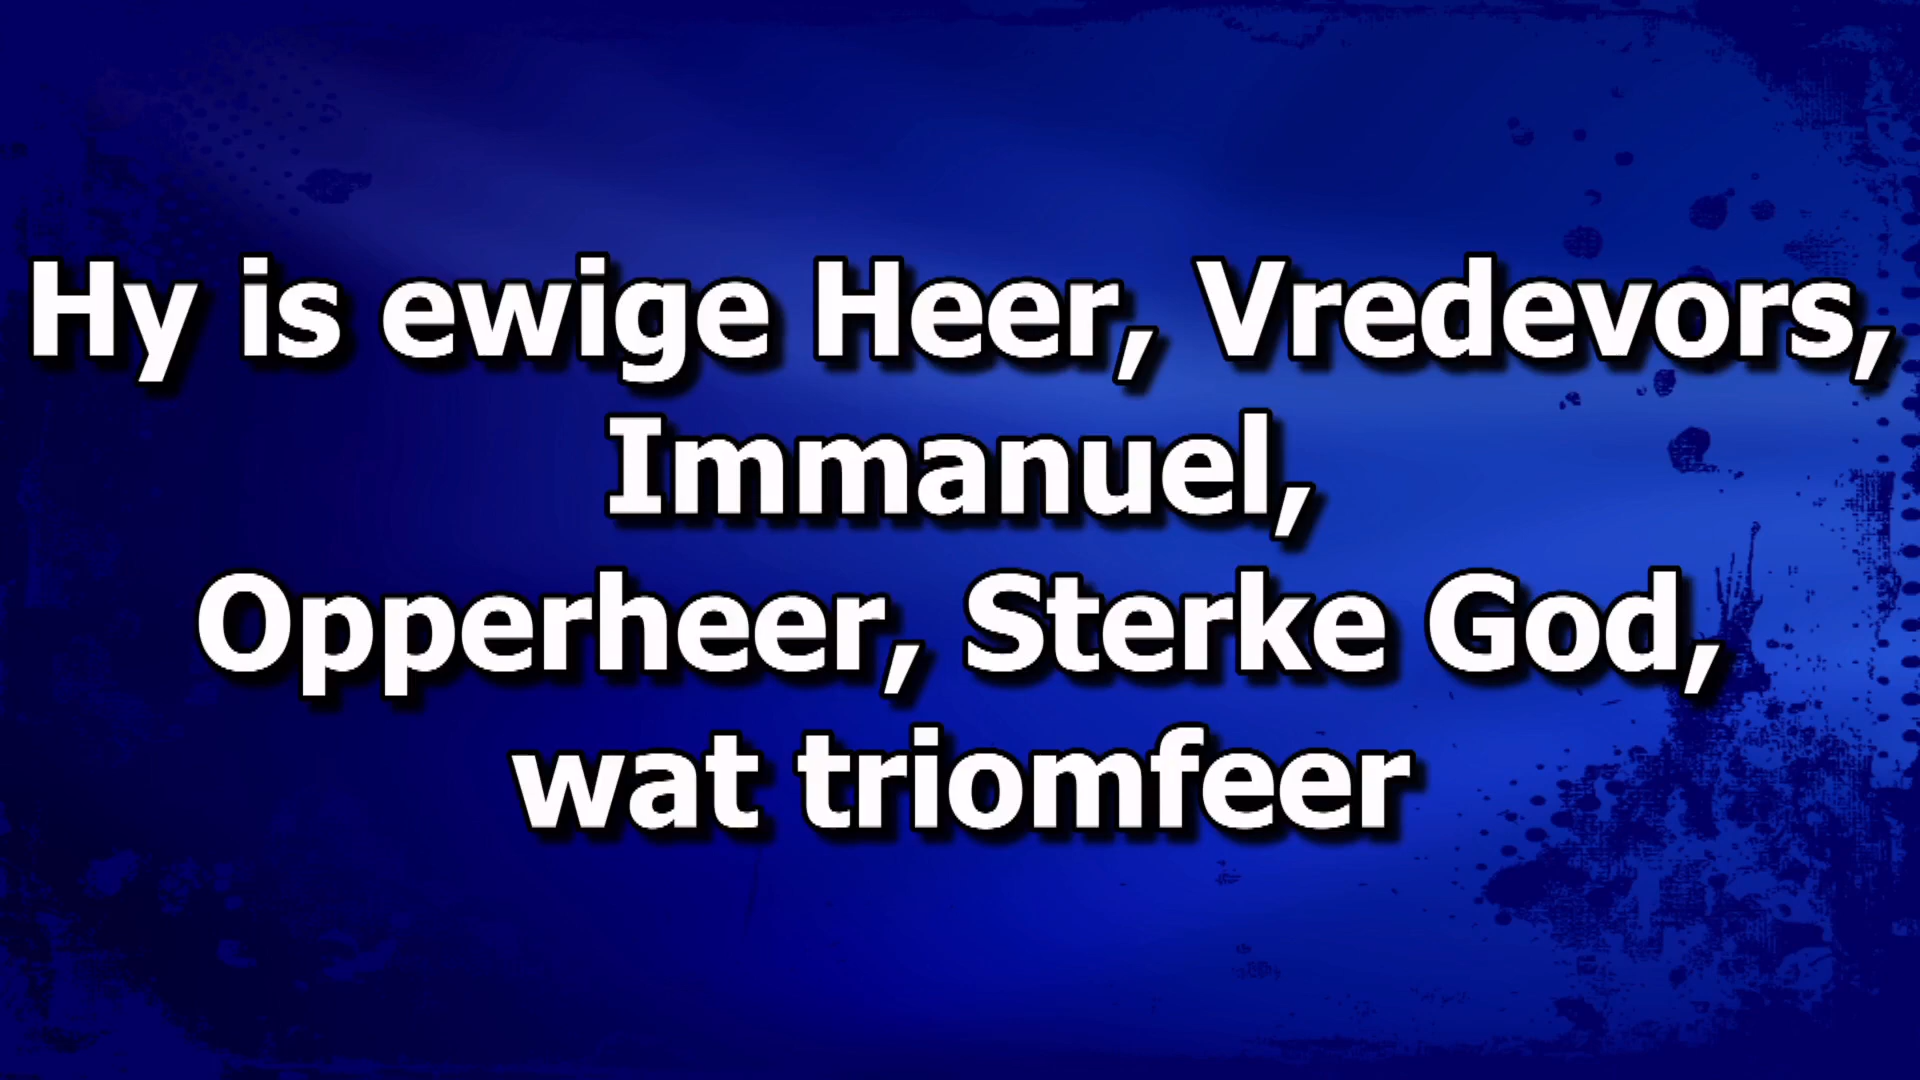 Hy is ewige Heer, Vredevors,
Immanuel,
Opperheer, Sterke God,
wat triomfeer